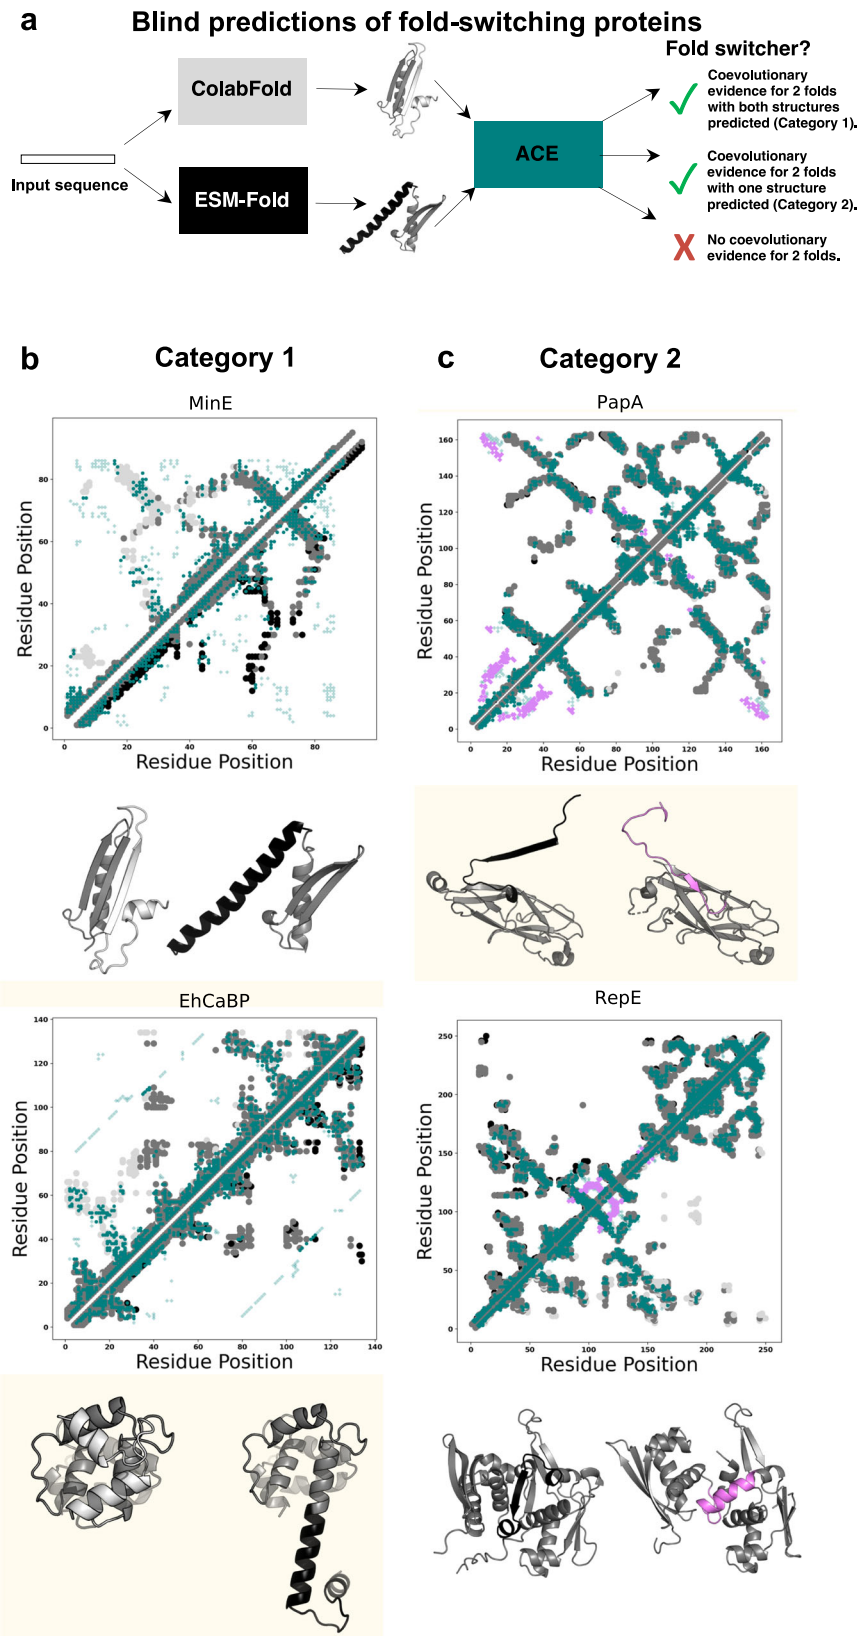 a
Blind predictions of fold-switching proteins
Input sequence
ColabFold
ESM-Fold
ACE
Fold switcher?
Coevolutionary
evidence for 2 folds
with both structures
predicted (Category 1).
Coevolutionary
evidence for 2 folds
with one structure
predicted (Category 2).
X
No coevolutionary
evidence for 2 folds.
b
Category 1
MinE
Residue Position
80
60
40
20
0
0 20 40 60 80
Residue Position
EhCaBP
Residue Position
140
120
100
80
60
40
20
0
0 20 40 60 80 100 120 140
Residue Position
c
Category 2
PapA
Residue Position
160
140
120
100
80
60
40
20
0
0 20 40 60 80 100 120 140 160
Residue Position
RepE
Residue Position
250
200
150
100
50
0
0 50 100 150 200 250
Residue Position